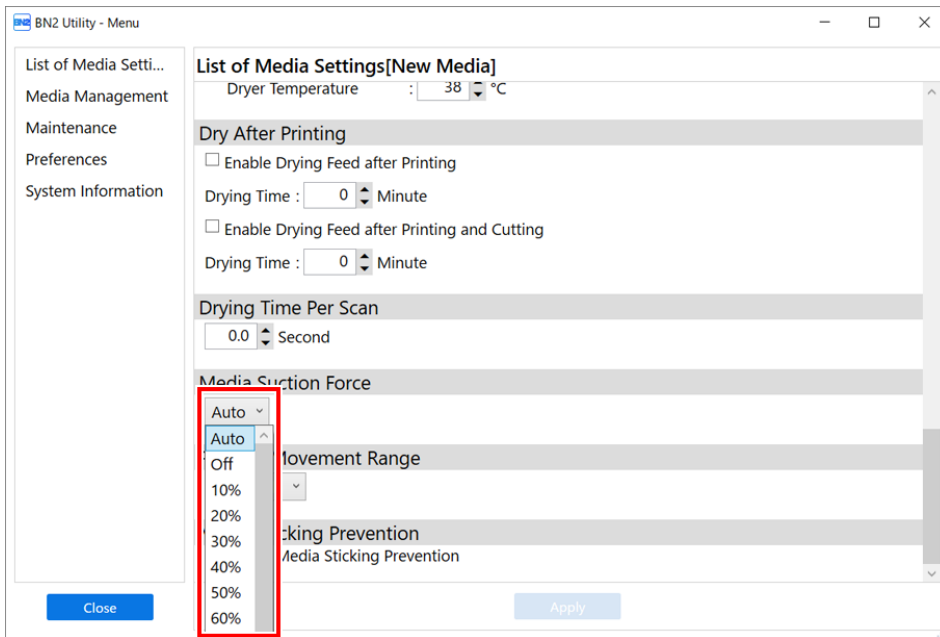 BN2 BN2 Utility - Menu
List of Media Setti...
Media Management
Maintenance
Preferences
System Information
Close
List of Media Settings[New Media]
Dryer Temperature : 38 °C
Dry After Printing
Enable Drying Feed after Printing
Drying Time : 0 Minute
Enable Drying Feed after Printing and Cutting
Drying Time : 0 Minute
Drying Time Per Scan
0.0 Second
Media Suction Force
Auto
Auto
Off
10%
20%
30%
40%
50%
60%
Movement Range
cking Prevention
Media Sticking Prevention
Apply